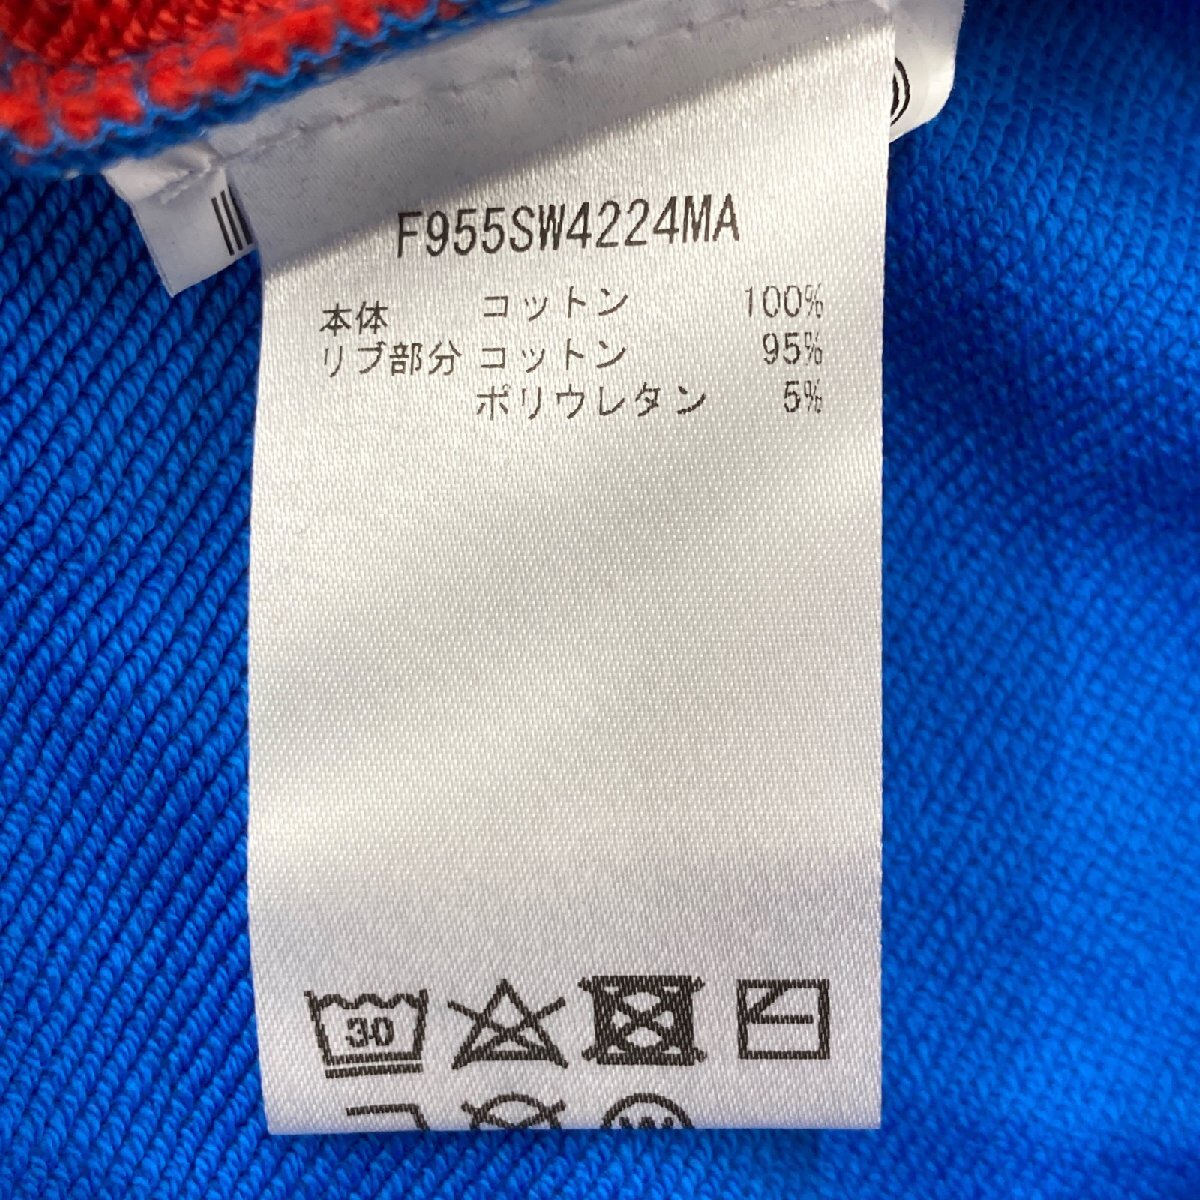 F955SW4224MA
本体 コットン 100%
リブ部分 コットン 95%
ポリウレタン 5%
30
W